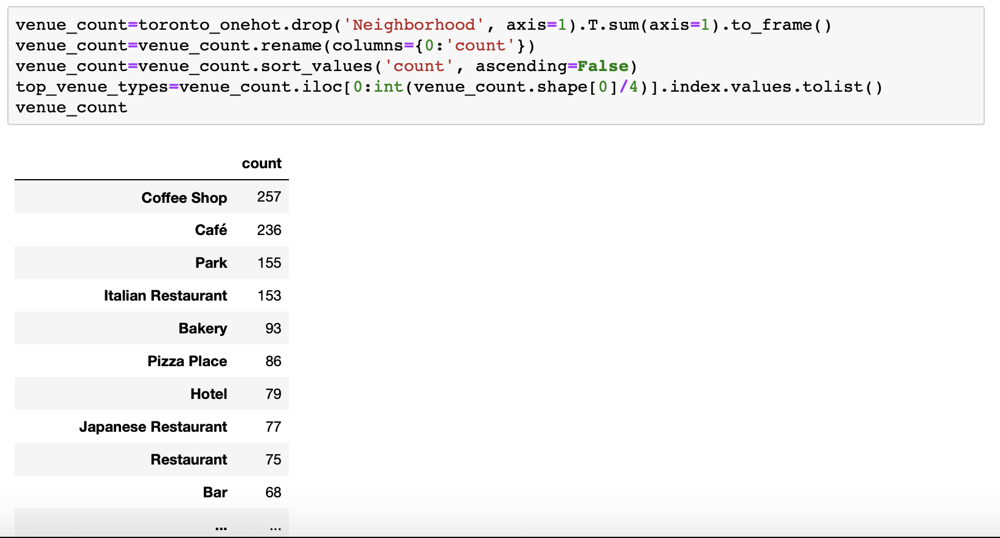 venue_count=toronto_onehot.drop('Neighborhood', axis=1).T.sum(axis=1).to_frame()
venue_count=venue_count.rename(columns={0:'count'})
venue_count=venue_count.sort_values('count', ascending=False)
top_venue_types=venue_count.iloc[0:int(venue_count.shape[0]/4)].index.values.tolist()
venue_count
count
Coffee Shop 257
Café 236
Park 155
Italian Restaurant 153
Bakery 93
Pizza Place 86
Hotel 79
Japanese Restaurant 77
Restaurant 75
Bar 68
... ...